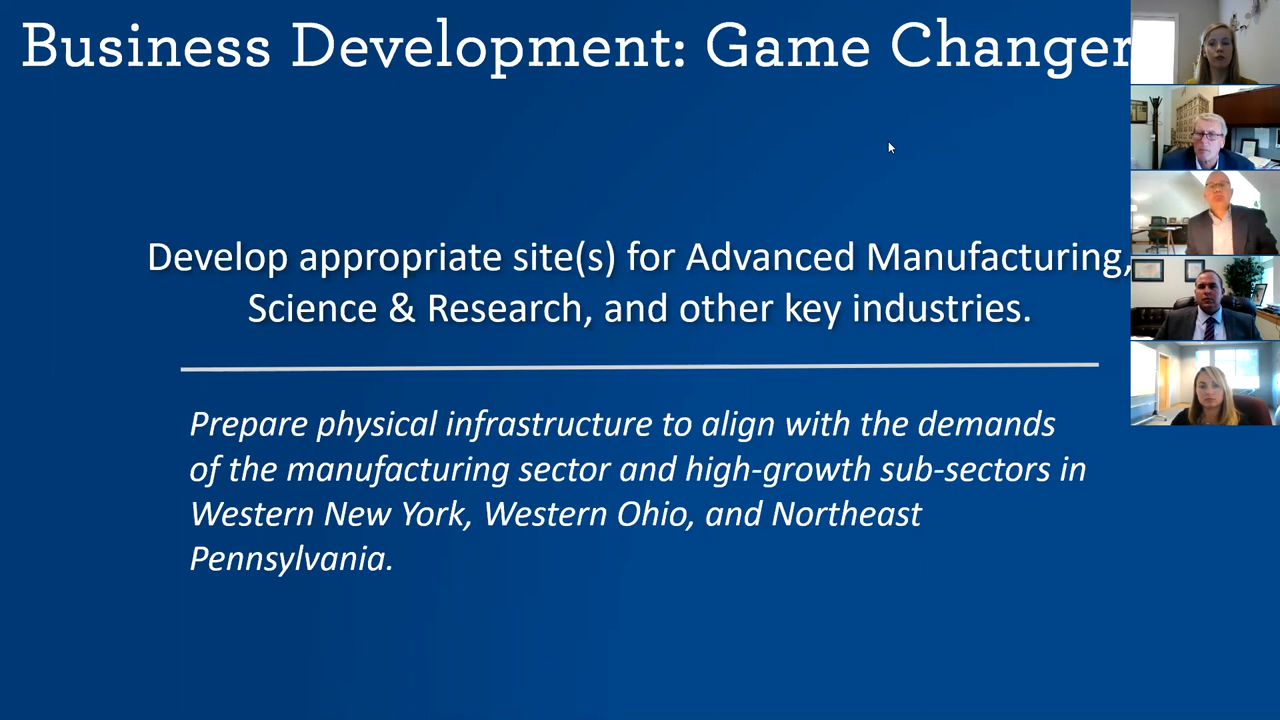 Business Development: Game Changer
Develop appropriate site(s) for Advanced Manufacturing,
Science & Research, and other key industries.
Prepare physical infrastructure to align with the demands
of the manufacturing sector and high-growth sub-sectors in
Western New York, Western Ohio, and Northeast
Pennsylvania.